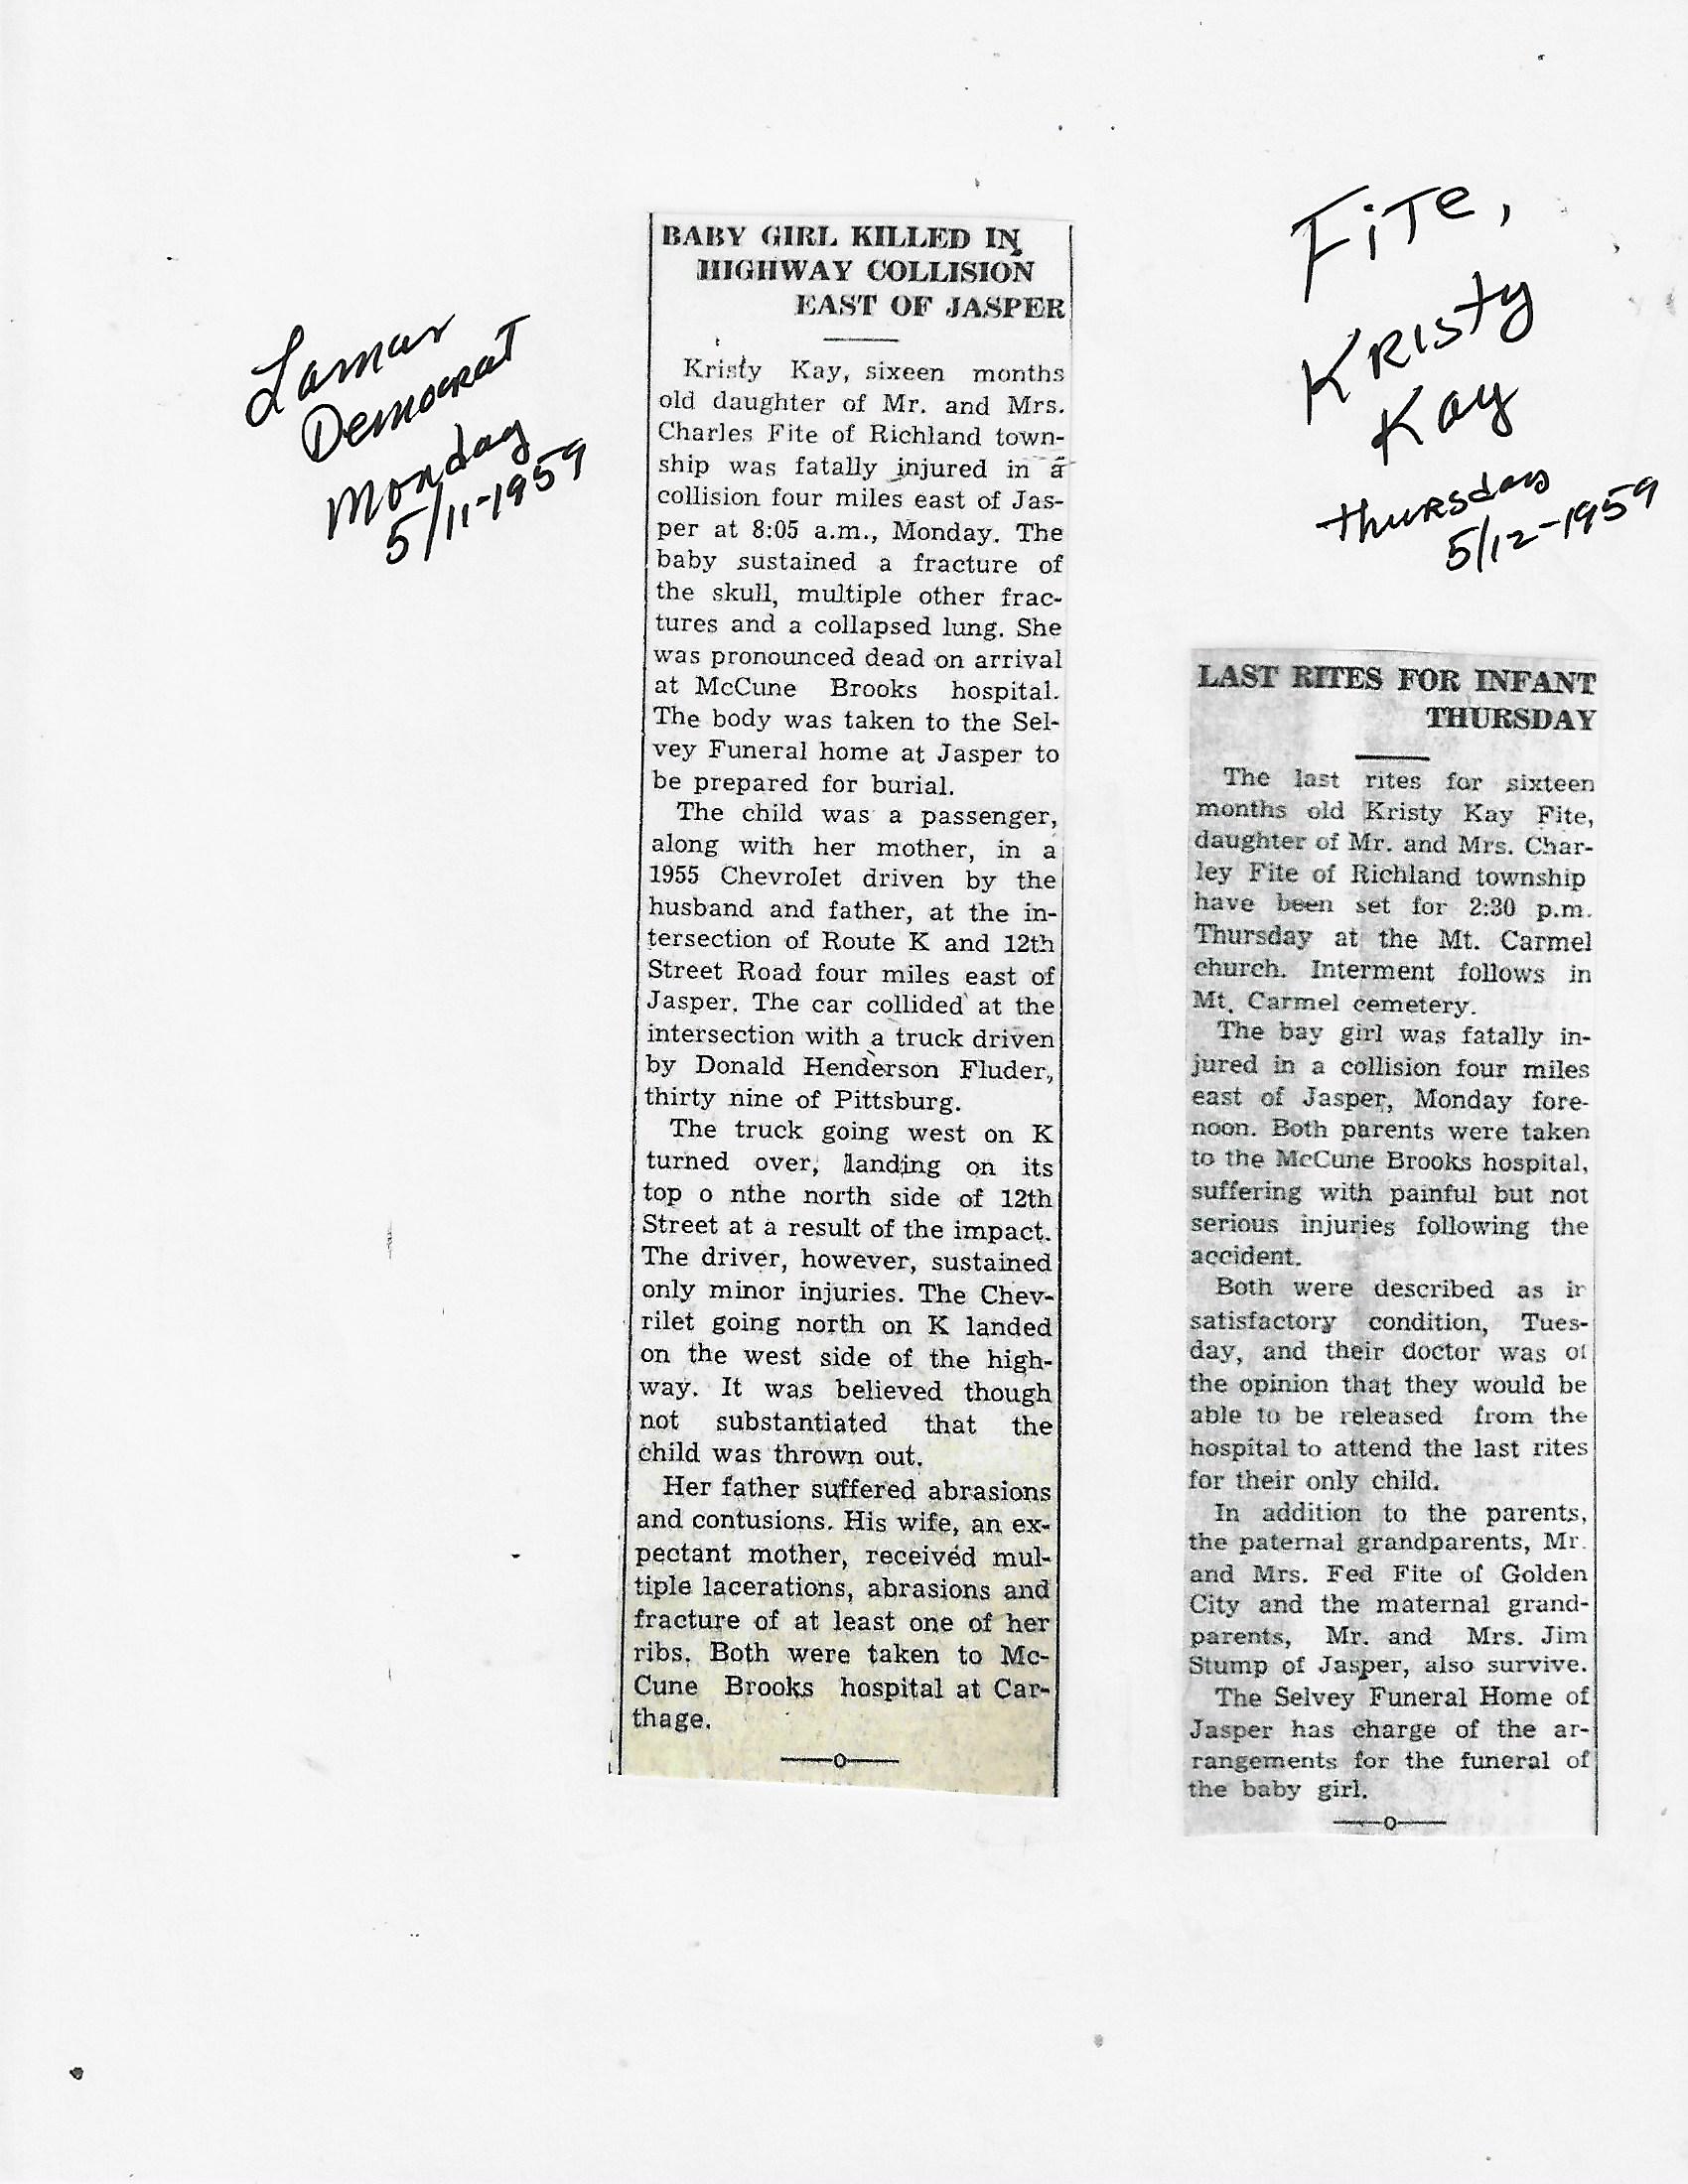 Lamar
Democrat
Monday
5/11-1959
BABY GIRL KILLED IN
HIGHWAY COLLISION
EAST OF JASPER
Kristy Kay, sixeen months
old daughter of Mr. and Mrs.
Charles Fite of Richland town-
ship was fatally injured in a
collision four miles east of Jas-
per at 8:05 a.m., Monday. The
baby sustained a fracture of
the skull, multiple other frac-
tures and a collapsed lung. She
was pronounced dead on arrival
at McCune Brooks hospital.
The body was taken to the Sel-
vey Funeral home at Jasper to
be prepared for burial.
The child was a passenger,
along with her mother, in a
1955 Chevrolet driven by the
husband and father, at the in-
tersection of Route K and 12th
Street Road four miles east of
Jasper. The car collided at the
intersection with a truck driven
by Donald Henderson Fluder,
thirty nine of Pittsburg.
The truck going west on K
turned over, landing on its
top o nthe north side of 12th
Street at a result of the impact.
The driver, however, sustained
only minor injuries. The Chev-
rilet going north on K landed
on the west side of the high-
way. It was believed though
not substantiated that the
child was thrown out.
Her father suffered abrasions
and contusions. His wife, an ex-
pectant mother, received mul-
tiple lacerations, abrasions and
fracture of at least one of her
ribs. Both were taken to Mc-
Cune Brooks hospital at Car-
thage.
Fite,
Kristy
Kay
Thursday
5/12-1959
LAST RITES FOR INFANT
THURSDAY
The last rites for sixteen
months old Kristy Kay Fite,
daughter of Mr. and Mrs. Char-
ley Fite of Richland township
have been set for 2:30 p.m.
Thursday at the Mt. Carmel
church. Interment follows in
Mt. Carmel cemetery.
The bay girl was fatally in-
jured in a collision four miles
east of Jasper, Monday fore-
noon. Both parents were taken
to the McCune Brooks hospital,
suffering with painful but not
serious injuries following the
accident.
Both were described as in
satisfactory condition, Tues-
day, and their doctor was of
the opinion that they would be
able to be released from the
hospital to attend the last rites
for their only child.
In addition to the parents,
the paternal grandparents, Mr.
and Mrs. Fed Fite of Golden
City and the maternal grand-
parents, Mr. and Mrs. Jim
Stump of Jasper, also survive.
The Selvey Funeral Home of
Jasper has charge of the ar-
rangements for the funeral of
the baby girl.